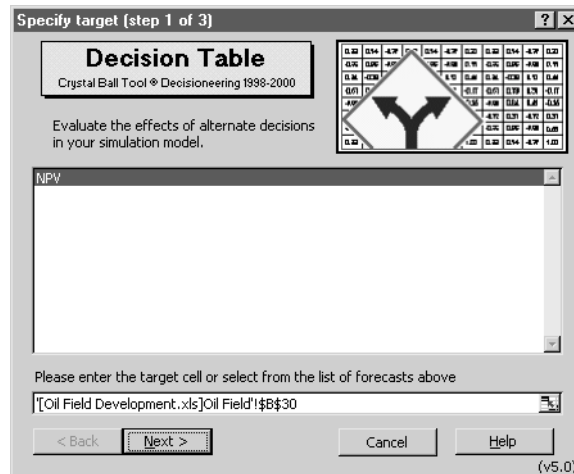 Specify target (step 1 of 3)
Decision Table
Crystal Ball Tool ® Decisioneering 1998-2000
Evaluate the effects of alternate decisions
in your simulation model.
NPV
Please enter the target cell or select from the list of forecasts above
'[Oil Field Development.xls]Oil Field'!$B$30
< Back
Next >
Cancel
Help
(v5.0)